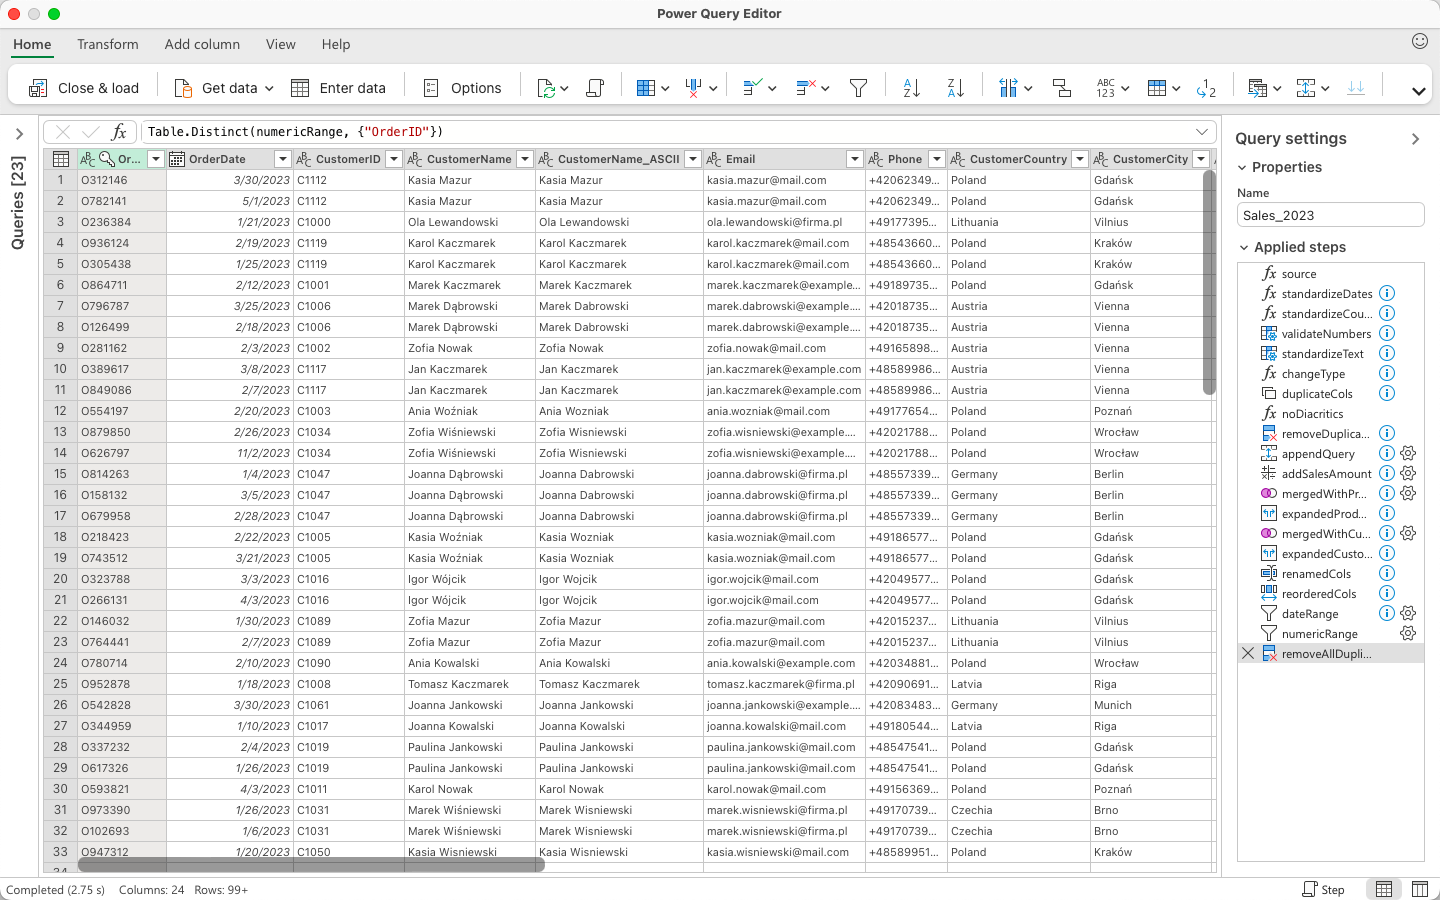 Power Query Editor
Home Transform Add column View Help
Close & load Get data Enter data Options
fx Table.Distinct(numericRange, {"OrderID"})
Queries [23]
Or... OrderDate CustomerID CustomerName CustomerName_ASCII Email Phone CustomerCountry CustomerCity
1 O312146 3/30/2023 C1112 Kasia Mazur Kasia Mazur kasia.mazur@mail.com +42062349... Poland Gdańsk
2 O782141 5/1/2023 C1112 Kasia Mazur Kasia Mazur kasia.mazur@mail.com +42062349... Poland Gdańsk
3 O236384 1/21/2023 C1000 Ola Lewandowski Ola Lewandowski ola.lewandowski@firma.pl +49177395... Lithuania Vilnius
4 O936124 2/19/2023 C1119 Karol Kaczmarek Karol Kaczmarek karol.kaczmarek@mail.com +48543660... Poland Kraków
5 O305438 1/25/2023 C1119 Karol Kaczmarek Karol Kaczmarek karol.kaczmarek@mail.com +48543660... Poland Kraków
6 O864711 2/12/2023 C1001 Marek Kaczmarek Marek Kaczmarek marek.kaczmarek@example... +49189735... Poland Gdańsk
7 O796787 3/25/2023 C1006 Marek Dąbrowski Marek Dabrowski marek.dabrowski@example... +42018735... Austria Vienna
8 O126499 2/18/2023 C1006 Marek Dąbrowski Marek Dabrowski marek.dabrowski@example... +42018735... Austria Vienna
9 O281162 2/3/2023 C1002 Zofia Nowak Zofia Nowak zofia.nowak@mail.com +49165898... Austria Vienna
10 O389617 3/8/2023 C1117 Jan Kaczmarek Jan Kaczmarek jan.kaczmarek@example.com +48589986... Austria Vienna
11 O849086 2/7/2023 C1117 Jan Kaczmarek Jan Kaczmarek jan.kaczmarek@example.com +48589986... Austria Vienna
12 O554197 2/20/2023 C1003 Ania Woźniak Ania Wozniak ania.wozniak@mail.com +49177654... Poland Poznań
13 O879850 2/26/2023 C1034 Zofia Wiśniewski Zofia Wisniewski zofia.wisniewski@example.... +42021788... Poland Wrocław
14 O626797 11/2/2023 C1034 Zofia Wiśniewski Zofia Wisniewski zofia.wisniewski@example.... +42021788... Poland Wrocław
15 O814263 1/4/2023 C1047 Joanna Dąbrowski Joanna Dabrowski joanna.dabrowski@firma.pl +48557339... Germany Berlin
16 O158132 3/5/2023 C1047 Joanna Dąbrowski Joanna Dabrowski joanna.dabrowski@firma.pl +48557339... Germany Berlin
17 O679958 2/28/2023 C1047 Joanna Dąbrowski Joanna Dabrowski joanna.dabrowski@firma.pl +48557339... Germany Berlin
18 O218423 2/22/2023 C1005 Kasia Woźniak Kasia Wozniak kasia.wozniak@mail.com +49186577... Poland Gdańsk
19 O743512 3/21/2023 C1005 Kasia Woźniak Kasia Wozniak kasia.wozniak@mail.com +49186577... Poland Gdańsk
20 O323788 3/3/2023 C1016 Igor Wójcik Igor Wojcik igor.wojcik@mail.com +42049577... Poland Gdańsk
21 O266131 4/3/2023 C1016 Igor Wójcik Igor Wojcik igor.wojcik@mail.com +42049577... Poland Gdańsk
22 O146032 1/30/2023 C1089 Zofia Mazur Zofia Mazur zofia.mazur@mail.com +42015237... Lithuania Vilnius
23 O764441 2/7/2023 C1089 Zofia Mazur Zofia Mazur zofia.mazur@mail.com +42015237... Lithuania Vilnius
24 O780714 2/10/2023 C1090 Ania Kowalski Ania Kowalski ania.kowalski@example.com +42034881... Poland Wrocław
25 O952878 1/18/2023 C1008 Tomasz Kaczmarek Tomasz Kaczmarek tomasz.kaczmarek@firma.pl +42090691... Latvia Riga
26 O542828 3/30/2023 C1061 Joanna Jankowski Joanna Jankowski joanna.jankowski@example.... +42083483... Germany Munich
27 O344959 1/10/2023 C1017 Joanna Kowalski Joanna Kowalski joanna.kowalski@mail.com +49180544... Latvia Riga
28 O337232 2/4/2023 C1019 Paulina Jankowski Paulina Jankowski paulina.jankowski@mail.com +48547541... Poland Gdańsk
29 O617326 1/26/2023 C1019 Paulina Jankowski Paulina Jankowski paulina.jankowski@mail.com +48547541... Poland Gdańsk
30 O593821 4/3/2023 C1011 Karol Nowak Karol Nowak karol.nowak@mail.com +49156369... Poland Poznań
31 O973390 1/26/2023 C1031 Marek Wiśniewski Marek Wisniewski marek.wisniewski@firma.pl +49170739... Czechia Brno
32 O102693 1/6/2023 C1031 Marek Wiśniewski Marek Wisniewski marek.wisniewski@firma.pl +49170739... Czechia Brno
33 O947312 1/20/2023 C1050 Kasia Wisniewski Kasia Wisniewski kasia.wisniewski@mail.com +48589951... Poland Kraków
Query settings
Properties
Name
Sales_2023
Applied steps
source
standardizeDates
standardizeCou...
validateNumbers
standardizeText
changeType
duplicateCols
noDiacritics
removeDuplica...
appendQuery
addSalesAmount
mergedWithPr...
expandedProd...
mergedWithCu...
expandedCusto...
renamedCols
reorderedCols
dateRange
numericRange
removeAllDupli...
Completed (2.75 s) Columns: 24 Rows: 99+
Step